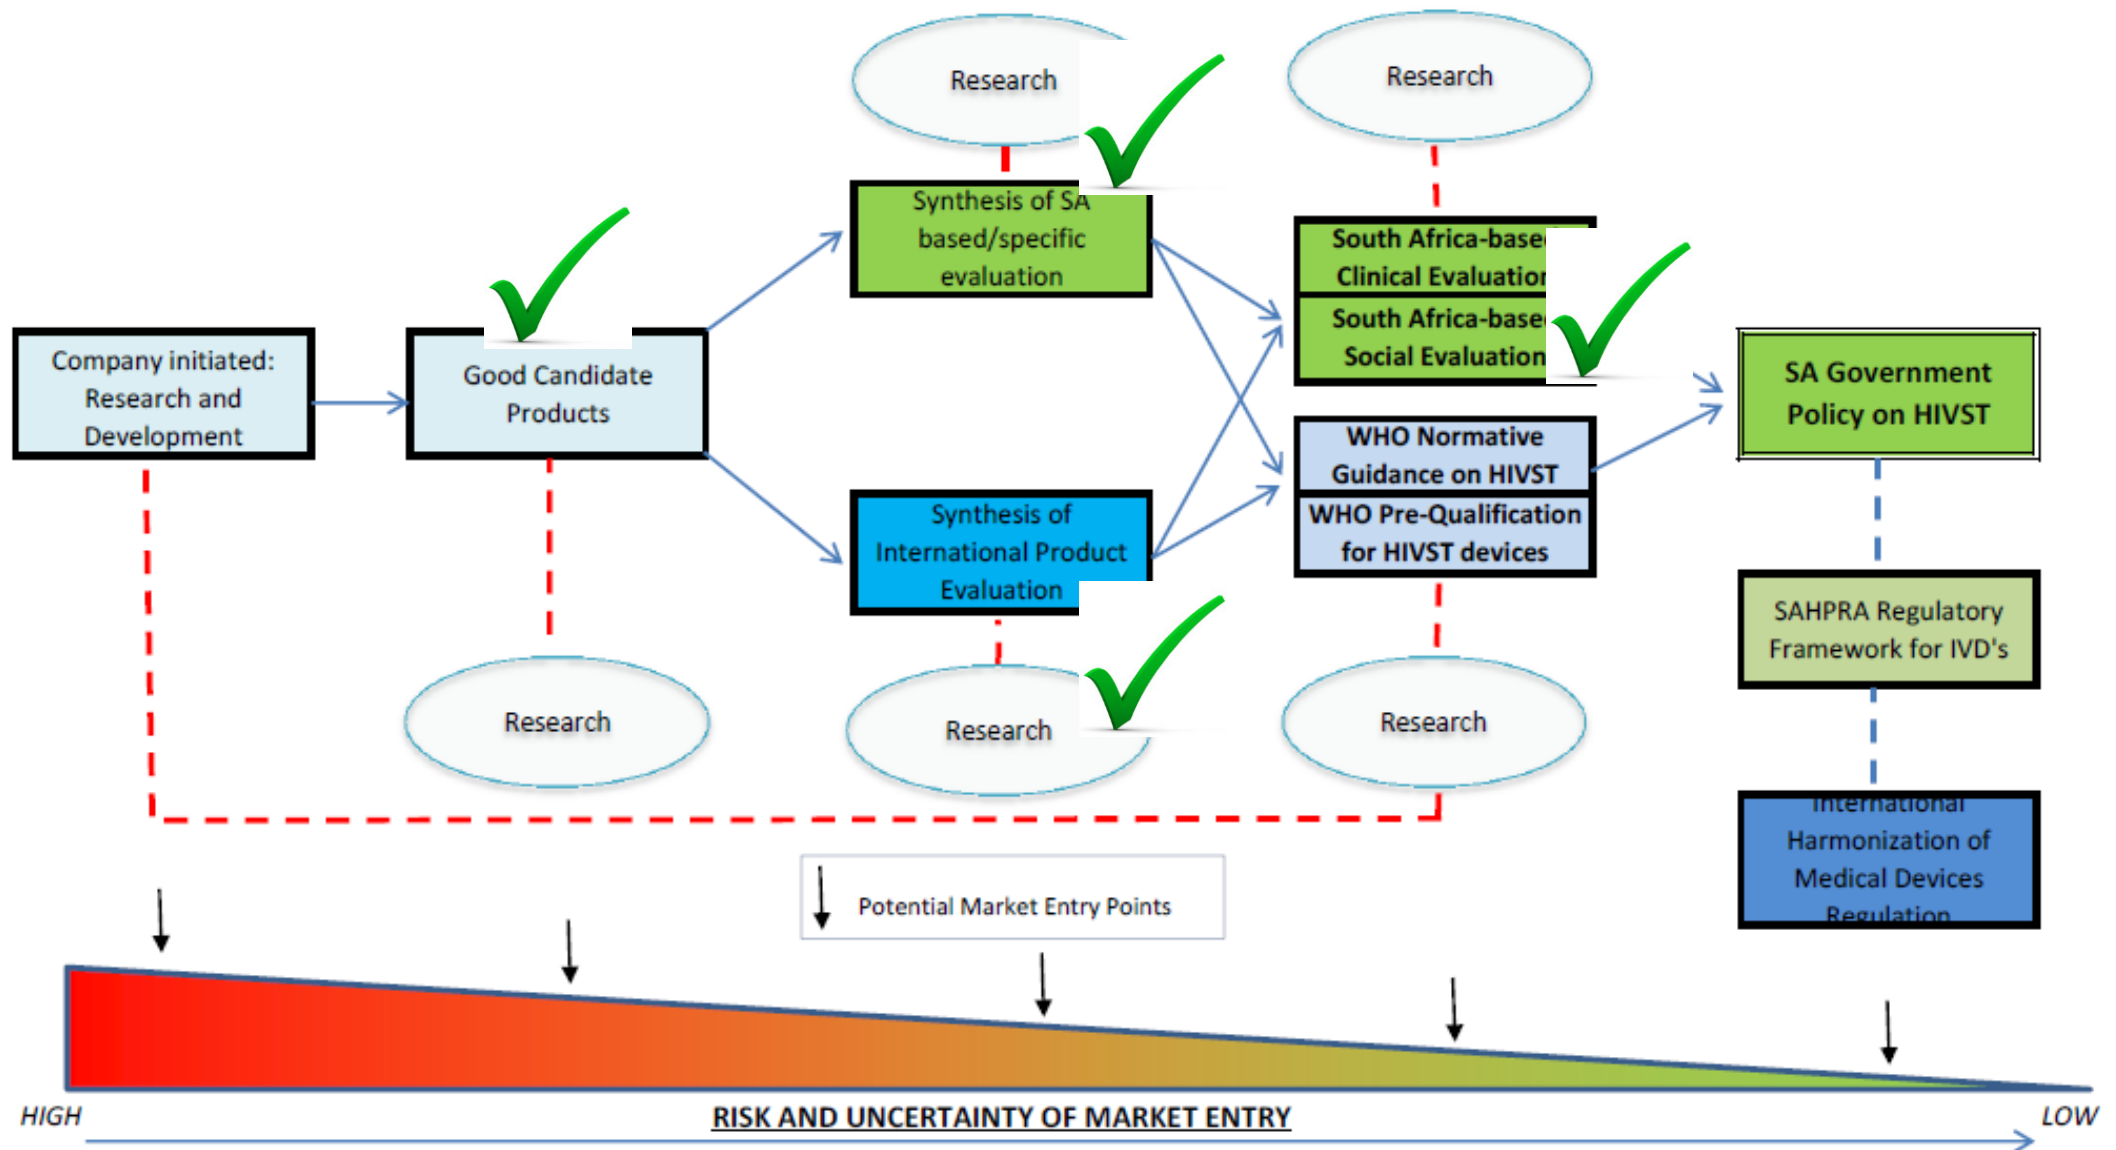 Research
Research
Synthesis of SA
based/specific
evaluation
South Africa-based
Clinical Evaluation
South Africa-based
Social Evaluation
Company initiated:
Research and
Development
Good Candidate
Products
SA Government
Policy on HIVST
WHO Normative
Guidance on HIVST
WHO Pre-Qualification
for HIVST devices
Synthesis of
International Product
Evaluation
SAHPRA Regulatory
Framework for IVD's
Research
Research
Research
International
Harmonization of
Medical Devices
Regulation
Potential Market Entry Points
HIGH
RISK AND UNCERTAINTY OF MARKET ENTRY
LOW